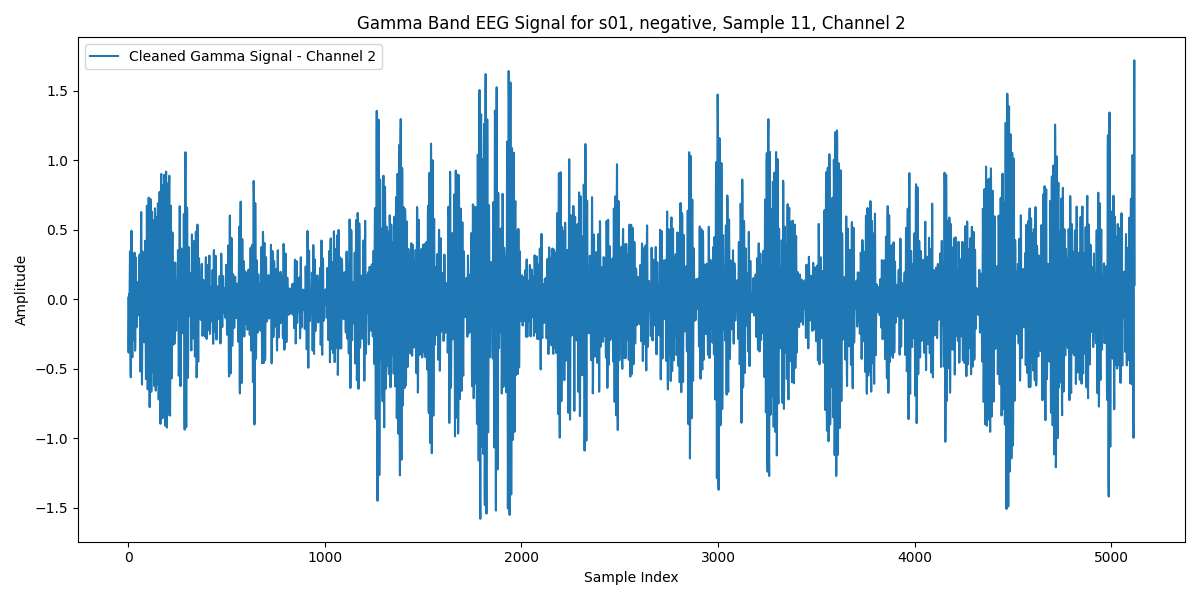 Gamma Band EEG Signal for s01, negative, Sample 11, Channel 2
Cleaned Gamma Signal - Channel 2
1.5
1.0
0.5
0.0
−0.5
−1.0
−1.5
Amplitude
0 1000 2000 3000 4000 5000
Sample Index